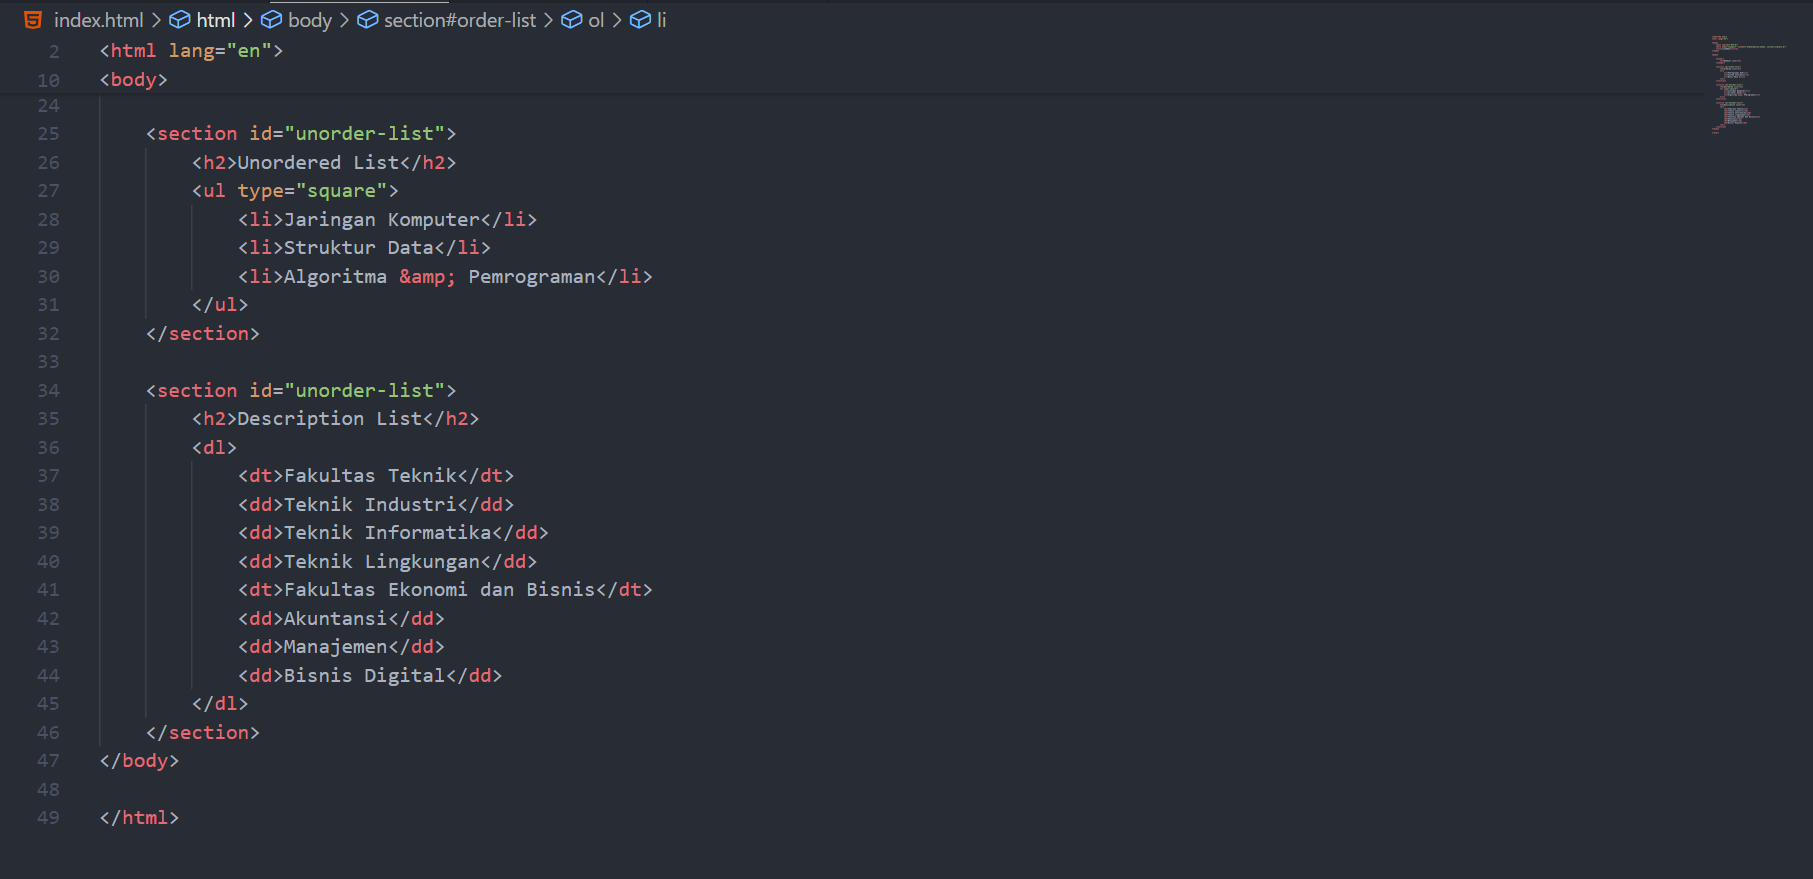 index.html > html > body > section#order-list > ol > li
2 <html lang="en">
10 <body>
24
25     <section id="unorder-list">
26         <h2>Unordered List</h2>
27         <ul type="square">
28             <li>Jaringan Komputer</li>
29             <li>Struktur Data</li>
30             <li>Algoritma &amp; Pemrograman</li>
31         </ul>
32     </section>
33
34     <section id="unorder-list">
35         <h2>Description List</h2>
36         <dl>
37             <dt>Fakultas Teknik</dt>
38             <dd>Teknik Industri</dd>
39             <dd>Teknik Informatika</dd>
40             <dd>Teknik Lingkungan</dd>
41             <dt>Fakultas Ekonomi dan Bisnis</dt>
42             <dd>Akuntansi</dd>
43             <dd>Manajemen</dd>
44             <dd>Bisnis Digital</dd>
45         </dl>
46     </section>
47 </body>
48
49 </html>